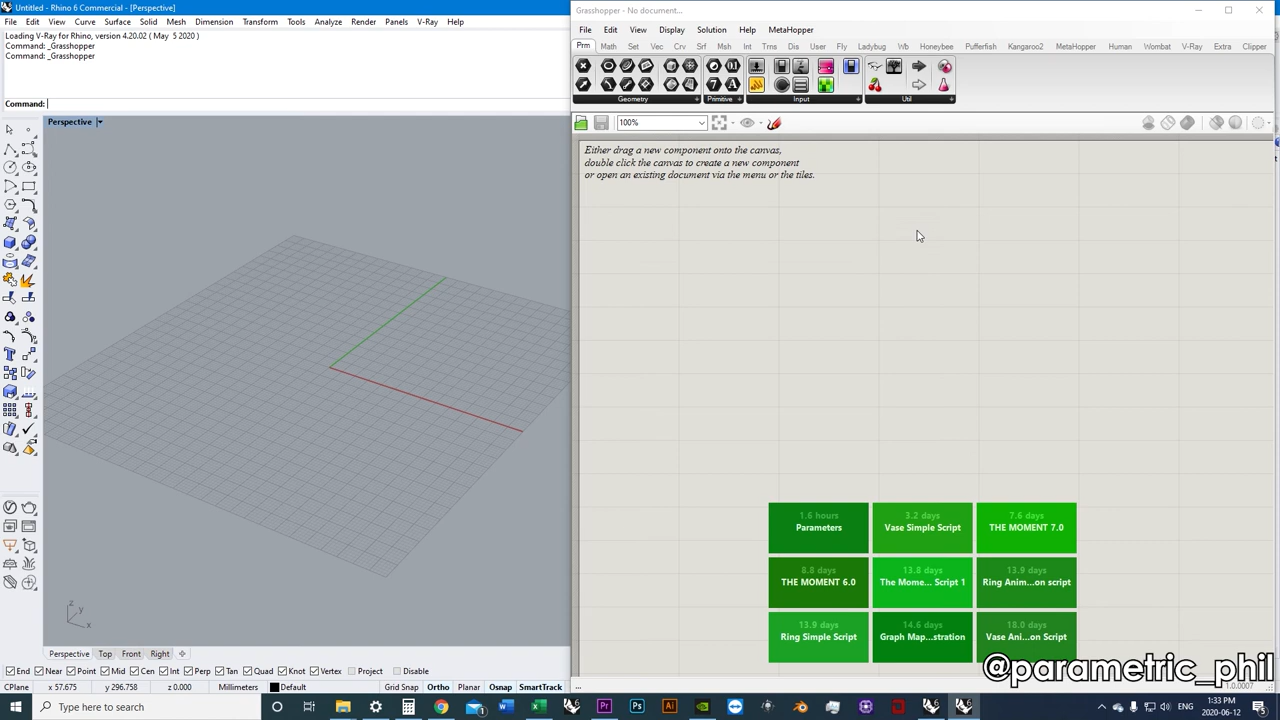 Untitled - Rhino 6 Commercial - [Perspective]
File Edit View Curve Surface Solid Mesh Dimension Transform Tools Analyze Render Panels V-Ray Help
Loading V-Ray for Rhino, version 4.20.02 ( May 5 2020 )
Command: _Grasshopper
Command: _Grasshopper
Command:
Perspective
z
y
x
Perspective Top Front Right
End Near Point Mid Cen Int Perp Tan Quad Knot Vertex Project Disable
CPlane x 57.675 y 296.758 z 0.000 Millimeters Default Grid Snap Ortho Planar Osnap SmartTrack
Grasshopper - No document...
File Edit View Display Solution Help MetaHopper
Prm Math Set Vec Crv Srf Msh Int Trns Dis User Fly Ladybug Wb Honeybee Pufferfish Kangaroo2 MetaHopper Human Wombat V-Ray Extra Clipper
Geometry Primitive Input Util
100%
Either drag a new component onto the canvas,
double click the canvas to create a new component
or open an existing document via the menu or the tiles.
1.6 hours
Parameters
3.2 days
Vase Simple Script
7.6 days
THE MOMENT 7.0
8.8 days
THE MOMENT 6.0
13.8 days
The Mome... Script 1
13.9 days
Ring Anim...on script
13.9 days
Ring Simple Script
14.6 days
Graph Map...stration
18.0 days
Vase Ani...on Script
@parametric_phil
...
1.0.0007
Type here to search
ENG
1:33 PM
2020-06-12